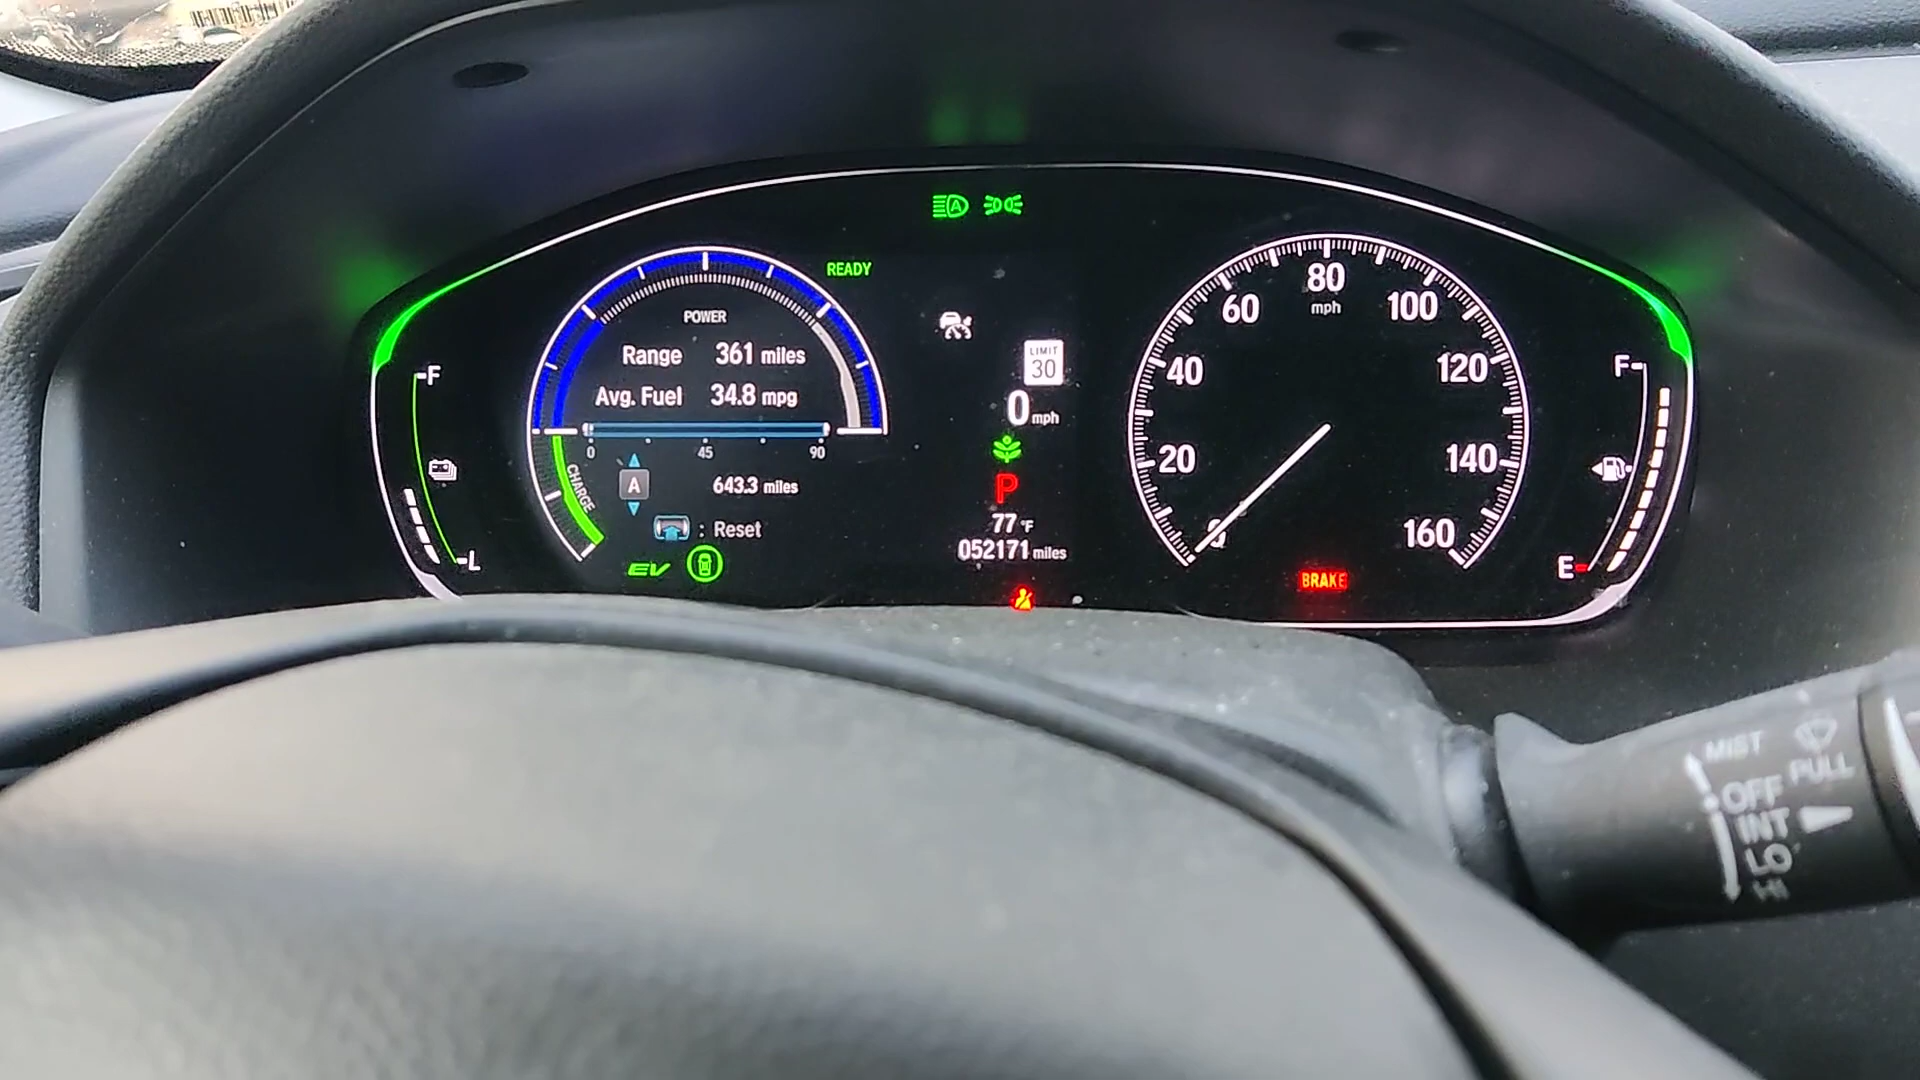 READY
POWER
Range 361 miles
Avg. Fuel 34.8 mpg
0 45 90
A
643.3 miles
: Reset
EV
CHARGE
F
L
A
LIMIT
30
0 mph
P
77 °F
052171 miles
20
40
60
80
mph
100
120
140
160
BRAKE
F
E
MIST
PULL
OFF
INT
LO
HI